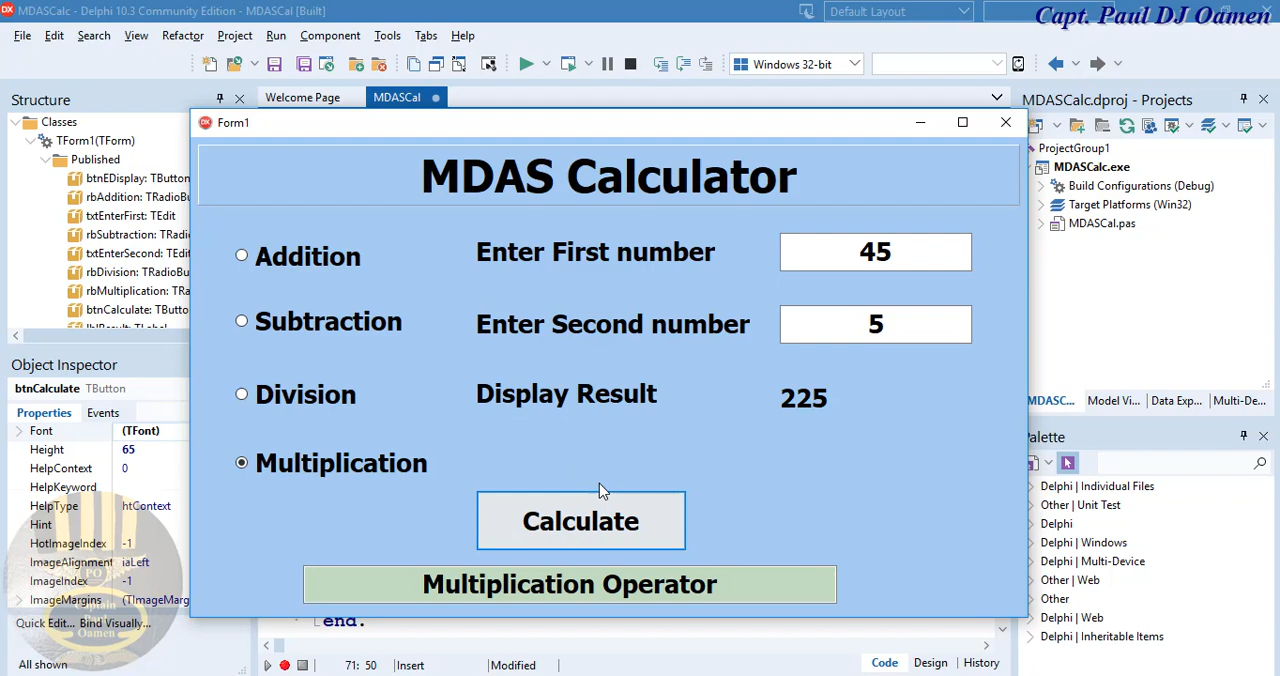 MDASCalc - Delphi 10.3 Community Edition - MDASCal [Built]
Default Layout
Capt. Paul DJ Oamen
File Edit Search View Refactor Project Run Component Tools Tabs Help
Windows 32-bit
Structure
Welcome Page
MDASCal
MDASCalc.dproj - Projects
Classes
TForm1(TForm)
Published
btnEDisplay: TButton
rbAddition: TRadioBu
txtEnterFirst: TEdit
rbSubtraction: TRadi
txtEnterSecond: TEdit
rbDivision: TRadioBu
rbMultiplication: TRa
btnCalculate: TButto
lblResult: TLabel
Form1
MDAS Calculator
Addition
Enter First number
45
Subtraction
Enter Second number
5
Division
Display Result
225
Multiplication
Calculate
Multiplication Operator
end.
ProjectGroup1
MDASCalc.exe
Build Configurations (Debug)
Target Platforms (Win32)
MDASCal.pas
MDASC... Model Vi... Data Exp... Multi-De...
Object Inspector
btnCalculate TButton
Properties Events
Font (TFont)
Height 65
HelpContext 0
HelpKeyword
HelpType htContext
Hint
HotImageIndex -1
ImageAlignment iaLeft
ImageIndex -1
ImageMargins (TImageMarg
Quick Edit... Bind Visually...
All shown
Captain
Paul
Oamen
Palette
Delphi | Individual Files
Other | Unit Test
Delphi
Delphi | Windows
Delphi | Multi-Device
Other | Web
Other
Delphi | Web
Delphi | Inheritable Items
71: 50 Insert Modified
Code Design History